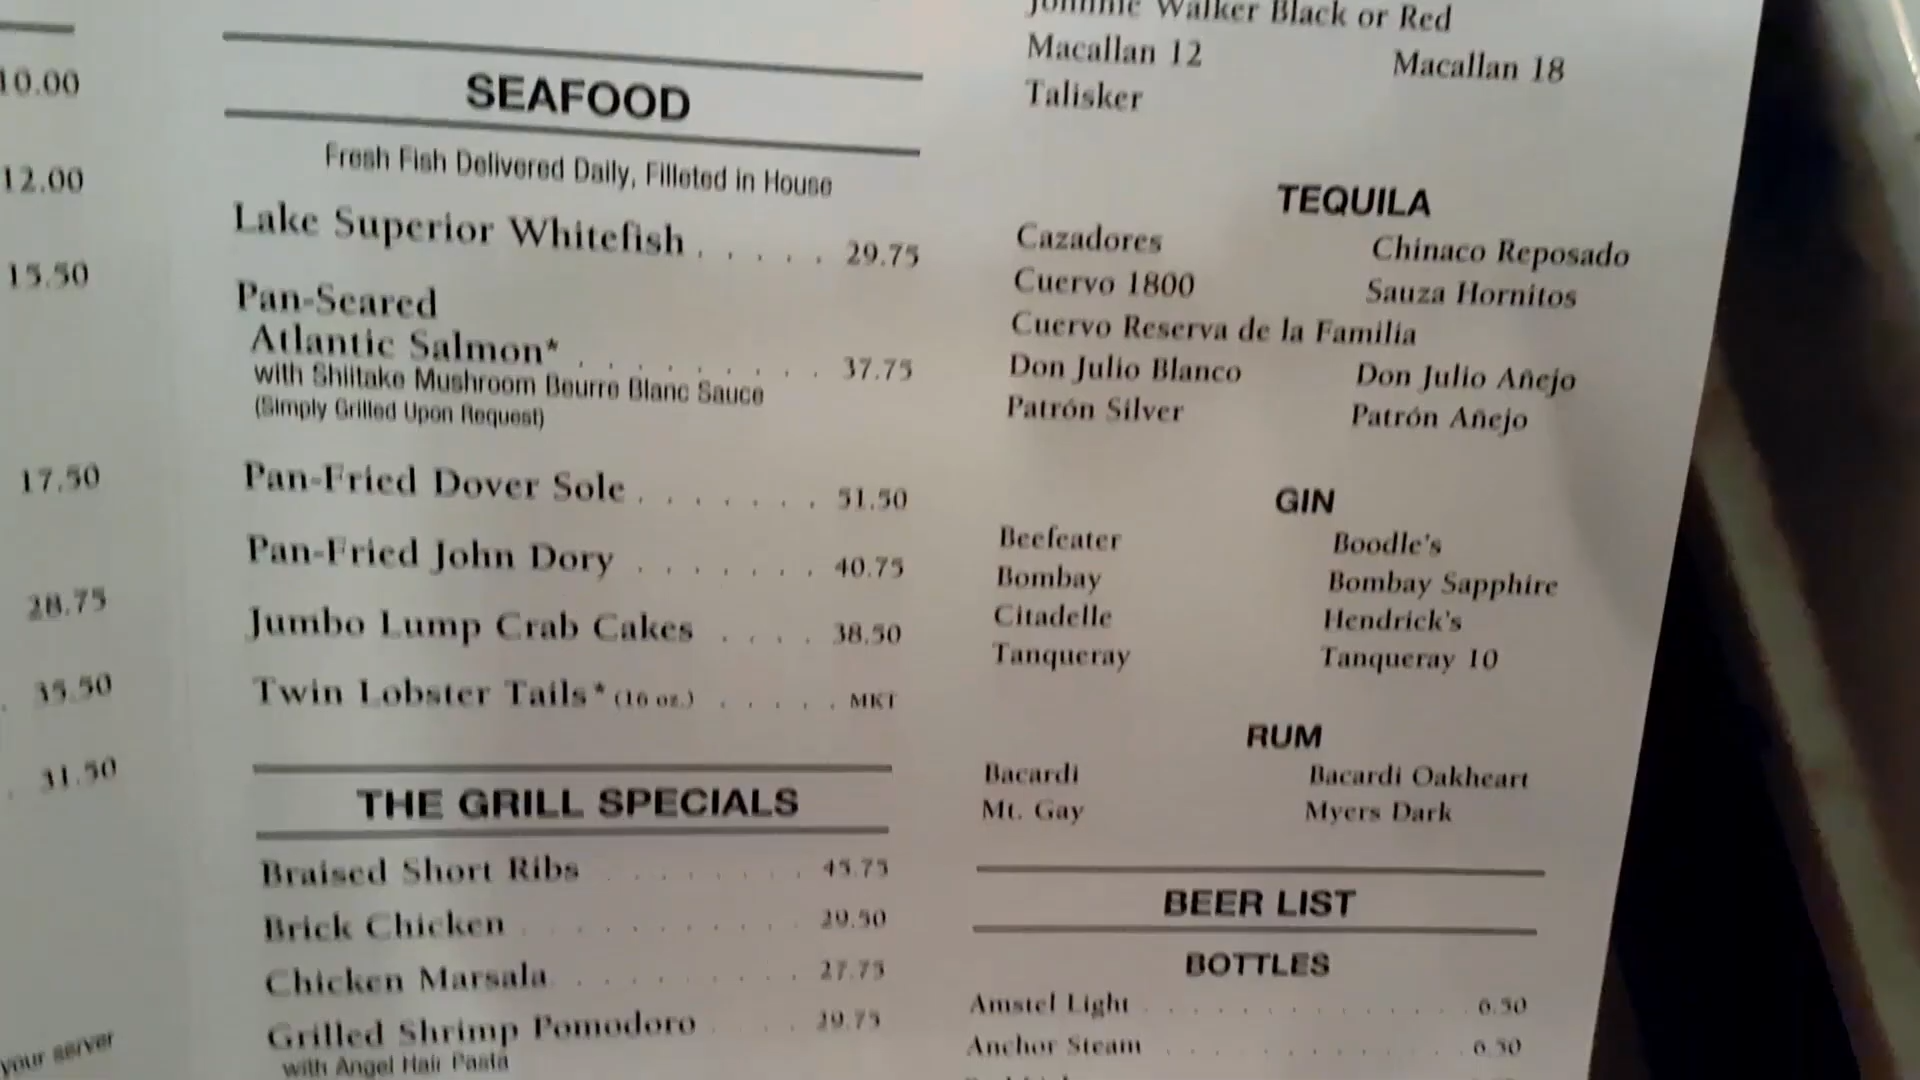 10.00
12.00
15.50
17.50
28.75
35.50
31.50
your server
SEAFOOD
Fresh Fish Delivered Daily, Filleted in House
Lake Superior Whitefish . . . . . 29.75
Pan-Seared
Atlantic Salmon* . . . . . . . . . 37.75
with Shiitake Mushroom Beurre Blanc Sauce
(Simply Grilled Upon Request)
Pan-Fried Dover Sole . . . . . . . 51.50
Pan-Fried John Dory . . . . . . . 40.75
Jumbo Lump Crab Cakes . . . . 38.50
Twin Lobster Tails* (16 oz.) . . . . . MKT
THE GRILL SPECIALS
Braised Short Ribs . . . . . . . . 45.75
Brick Chicken . . . . . . . . . . 29.50
Chicken Marsala . . . . . . . . . 27.75
Grilled Shrimp Pomodoro . . . . 29.75
with Angel Hair Pasta
Johnnie Walker Black or Red
Macallan 12 Macallan 18
Talisker
TEQUILA
Cazadores Chinaco Reposado
Cuervo 1800 Sauza Hornitos
Cuervo Reserva de la Familia
Don Julio Blanco Don Julio Añejo
Patrón Silver Patrón Añejo
GIN
Beefeater Boodle's
Bombay Bombay Sapphire
Citadelle Hendrick's
Tanqueray Tanqueray 10
RUM
Bacardi Bacardi Oakheart
Mt. Gay Myers Dark
BEER LIST
BOTTLES
Amstel Light . . . . . . . . . . . . . 6.50
Anchor Steam . . . . . . . . . . . . 6.50